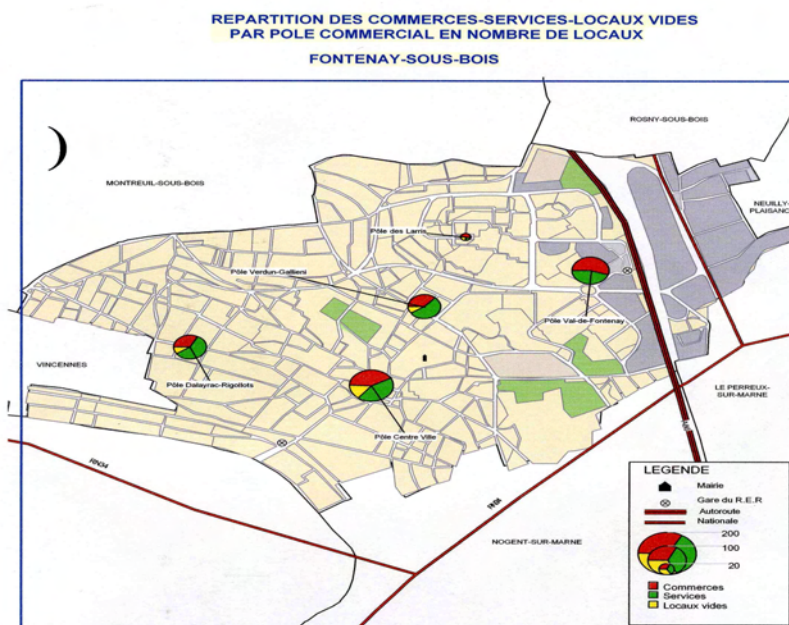 REPARTITION DES COMMERCES-SERVICES-LOCAUX VIDES
PAR POLE COMMERCIAL EN NOMBRE DE LOCAUX
FONTENAY-SOUS-BOIS
ROSNY-SOUS-BOIS
MONTREUIL-SOUS-BOIS
NEUILLY-
PLAISANC
Pôle des Larris
Pôle Verdun-Gallieni
Pôle Val-de-Fontenay
VINCENNES
Pôle Dalayrac-Rigollots
LE PERREUX-
SUR-MARNE
Pôle Centre Ville
RN34
NOGENT-SUR-MARNE
LEGENDE
Mairie
Gare du R.E.R
Autoroute
Nationale
200
100
20
Commerces
Services
Locaux vides